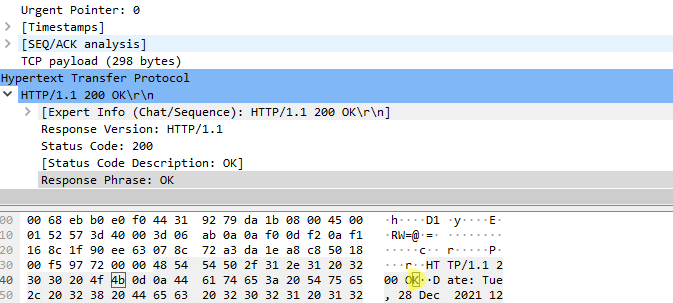 Urgent Pointer: 0
[Timestamps]
[SEQ/ACK analysis]
TCP payload (298 bytes)
Hypertext Transfer Protocol
HTTP/1.1 200 OK\r\n
[Expert Info (Chat/Sequence): HTTP/1.1 200 OK\r\n]
Response Version: HTTP/1.1
Status Code: 200
[Status Code Description: OK]
Response Phrase: OK
00 00 68 eb b0 e0 f0 44 31 92 79 da 1b 08 00 45 00 ·h····D1 ·y····E·
10 01 52 57 3d 40 00 3d 06 ab 0a 0a f0 0d f2 0a f1 ·RW=@·=· ········
20 16 8c 1f 90 ee 63 07 8c 72 a3 da 1e a8 c8 50 18 ·····c·· r·····P·
30 00 f5 97 72 00 00 48 54 54 50 2f 31 2e 31 20 32 ···r··HT TP/1.1 2
40 30 30 20 4f 4b 0d 0a 44 61 74 65 3a 20 54 75 65 00 OK··D ate: Tue
50 2c 20 32 38 20 44 65 63 20 32 30 32 31 20 31 32 , 28 Dec 2021 12